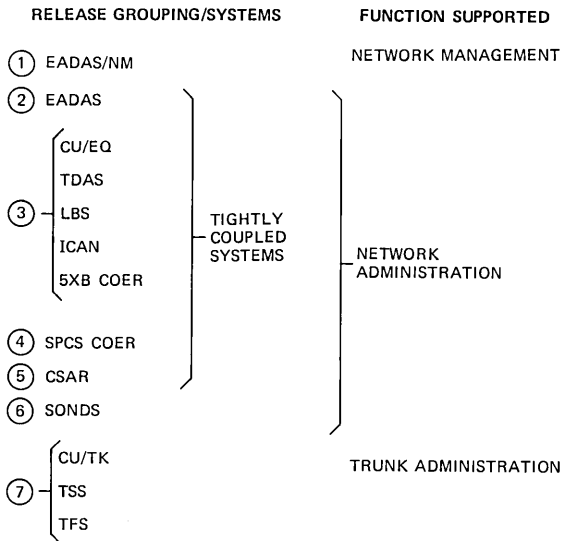 RELEASE GROUPING/SYSTEMS FUNCTION SUPPORTED
1 EADAS/NM NETWORK MANAGEMENT
2 EADAS
CU/EQ
TDAS
3 LBS
ICAN
5XB COER
TIGHTLY
COUPLED
SYSTEMS
NETWORK
ADMINISTRATION
4 SPCS COER
5 CSAR
6 SONDS
CU/TK
7 TSS
TFS
TRUNK ADMINISTRATION